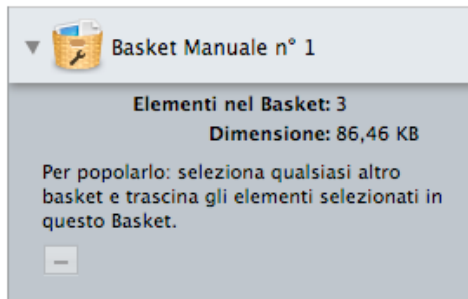 Basket Manuale n° 1
Elementi nel Basket: 3
Dimensione: 86,46 KB
Per popolarlo: seleziona qualsiasi altro
basket e trascina gli elementi selezionati in
questo Basket.